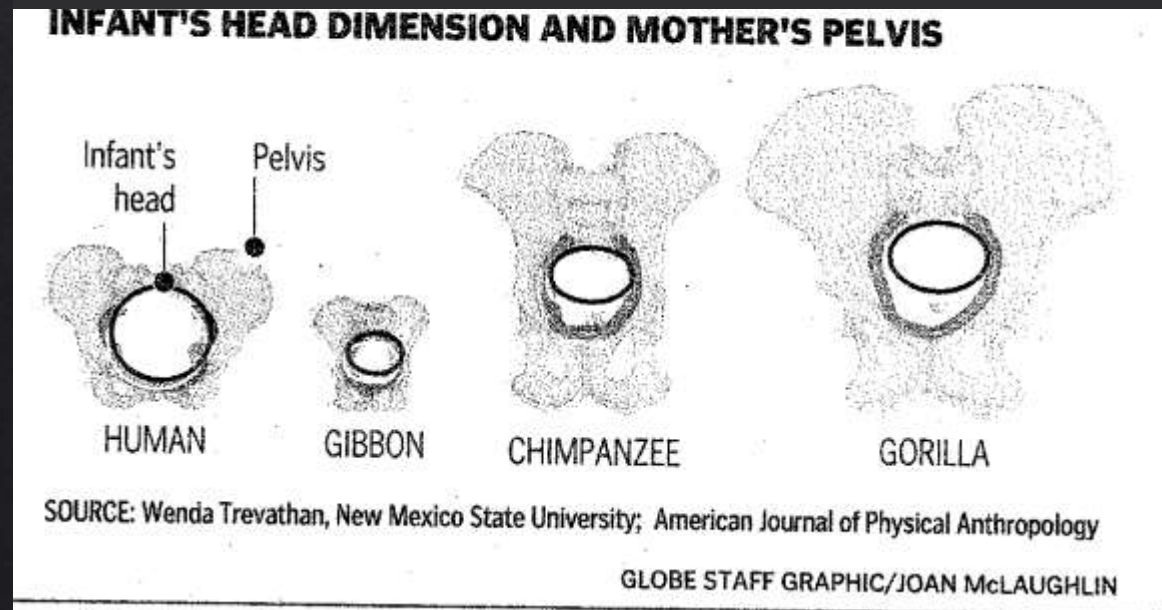 INFANT'S HEAD DIMENSION AND MOTHER'S PELVIS
Infant's
head
Pelvis
HUMAN
GIBBON
CHIMPANZEE
GORILLA
SOURCE: Wenda Trevathan, New Mexico State University; American Journal of Physical Anthropology
GLOBE STAFF GRAPHIC/JOAN McLAUGHLIN